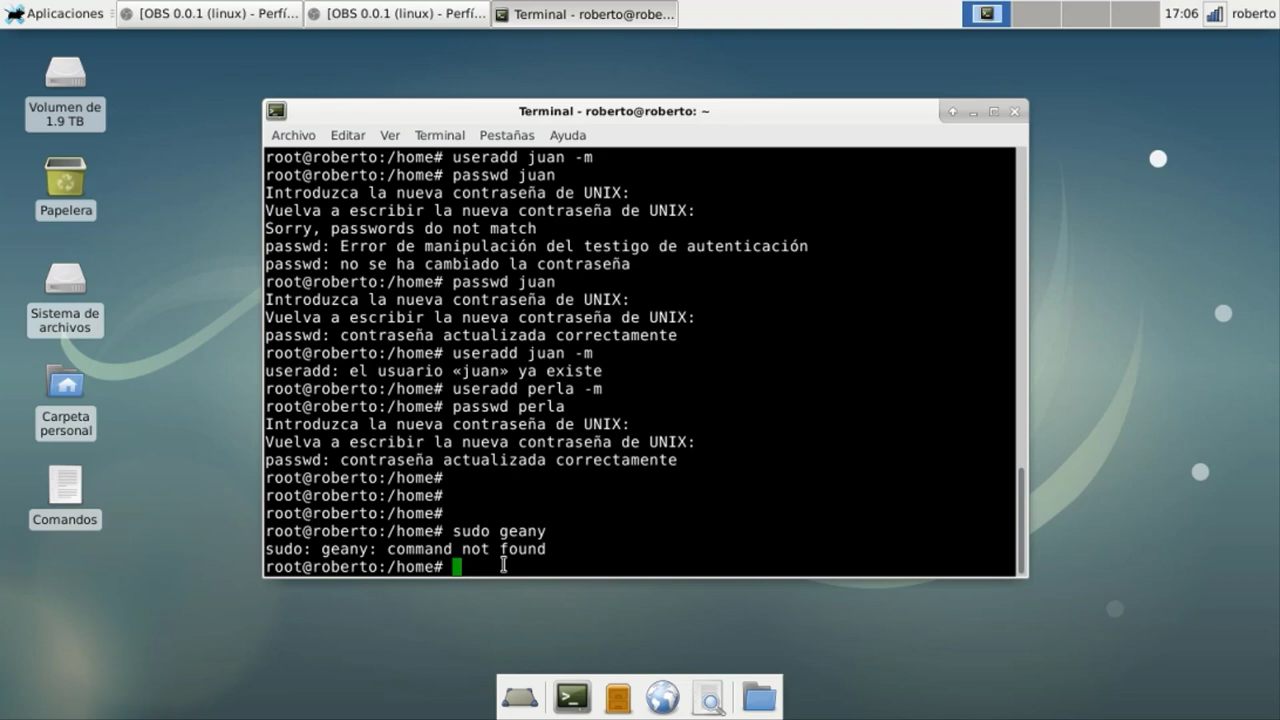 Aplicaciones
[OBS 0.0.1 (linux) - Perfí...
[OBS 0.0.1 (linux) - Perfí...
Terminal - roberto@robe...
17:06
roberto
Volumen de
1.9 TB
Papelera
Sistema de
archivos
Carpeta
personal
Comandos
Terminal - roberto@roberto: ~
Archivo Editar Ver Terminal Pestañas Ayuda
root@roberto:/home# useradd juan -m
root@roberto:/home# passwd juan
Introduzca la nueva contraseña de UNIX:
Vuelva a escribir la nueva contraseña de UNIX:
Sorry, passwords do not match
passwd: Error de manipulación del testigo de autenticación
passwd: no se ha cambiado la contraseña
root@roberto:/home# passwd juan
Introduzca la nueva contraseña de UNIX:
Vuelva a escribir la nueva contraseña de UNIX:
passwd: contraseña actualizada correctamente
root@roberto:/home# useradd juan -m
useradd: el usuario «juan» ya existe
root@roberto:/home# useradd perla -m
root@roberto:/home# passwd perla
Introduzca la nueva contraseña de UNIX:
Vuelva a escribir la nueva contraseña de UNIX:
passwd: contraseña actualizada correctamente
root@roberto:/home#
root@roberto:/home#
root@roberto:/home#
root@roberto:/home# sudo geany
sudo: geany: command not found
root@roberto:/home#